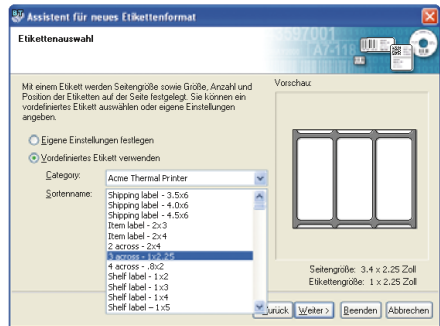 Assistent für neues Etikettenformat
Etikettenauswahl
Mit einem Etikett werden Seitengröße sowie Größe, Anzahl und
Position der Etiketten auf der Seite festgelegt. Sie können ein
vordefiniertes Etikett auswählen oder eigene Einstellungen
angeben.
Eigene Einstellungen festlegen
Vordefiniertes Etikett verwenden
Category:
Acme Thermal Printer
Sortenname:
Shipping label - 3.5x6
Shipping label - 4.0x6
Shipping label - 4.5x6
Item label - 2x3
Item label - 2x4
2 across - 2x4
3 across - 1x2.25
4 across - .8x2
Shelf label - 1x2
Shelf label - 1x3
Shelf label - 1x4
Shelf label – 1x5
Vorschau:
Seitengröße: 3.4 x 2.25 Zoll
Etikettengröße: 1 x 2.25 Zoll
Weiter >
Beenden
Abbrechen